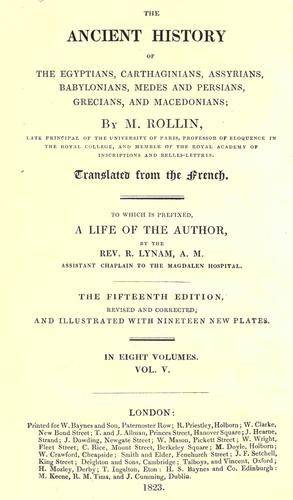 THE
ANCIENT HISTORY
OF
THE EGYPTIANS, CARTHAGINIANS, ASSYRIANS,
BABYLONIANS, MEDES AND PERSIANS,
GRECIANS, AND MACEDONIANS;
BY M. ROLLIN,
LATE PRINCIPAL OF THE UNIVERSITY OF PARIS, PROFESSOR OF ELOQUENCE IN
THE ROYAL COLLEGE, AND MEMBER OF THE ROYAL ACADEMY OF
INSCRIPTIONS AND BELLES-LETTRES.
Translated from the French.
TO WHICH IS PREFIXED,
A LIFE OF THE AUTHOR,
BY THE
REV. R. LYNAM, A. M.
ASSISTANT CHAPLAIN TO THE MAGDALEN HOSPITAL.
THE FIFTEENTH EDITION,
REVISED AND CORRECTED;
AND ILLUSTRATED WITH NINETEEN NEW PLATES.
IN EIGHT VOLUMES.
VOL. V.
LONDON:
Printed for W. Baynes and Son, Paternoster Row; R. Priestley, Holborn; W. Clarke,
New Bond Street; T. and J. Allman, Princes Street, Hanover Square; J. Hearne,
Strand; J. Dowding, Newgate Street; W. Mason, Pickett Street; W. Wright,
Fleet Street; C. Rice, Mount Street, Berkeley Square; M. Doyle, Holborn;
W. Crawford, Cheapside; Smith and Elder, Fenchurch Street; J. F. Setchell,
King Street; Deighton and Sons, Cambridge; Talboys, and Vincent, Oxford;
H. Mozley, Derby; T. Ingalton, Eton: H. S. Baynes and Co. Edinburgh:
M. Keene, R. M. Tims, and J. Cumming, Dublin.
1823.